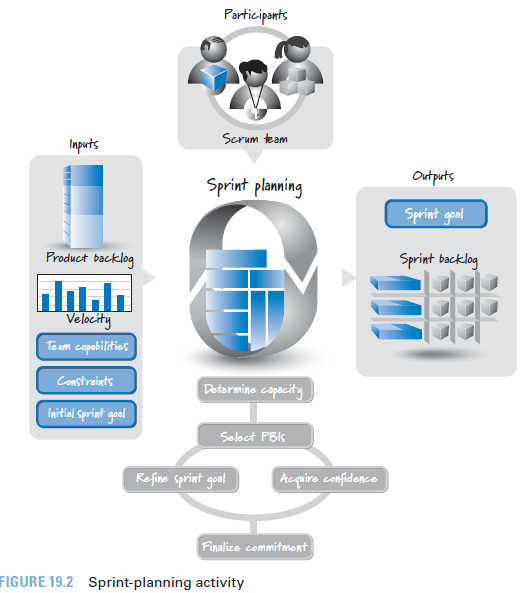 Participants
Scrum team
Inputs
Product backlog
Velocity
Team capabilities
Constraints
Initial sprint goal
Sprint planning
Outputs
Sprint goal
Sprint backlog
Determine capacity
Select PBIs
Refine sprint goal
Acquire confidence
Finalize commitment
FIGURE 19.2 Sprint-planning activity